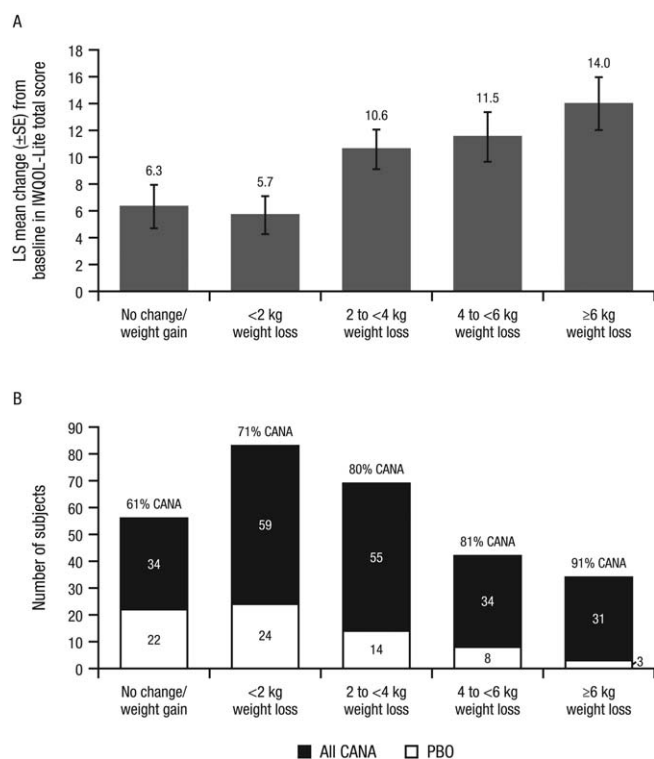 A
LS mean change (±SE) from
baseline in IWQOL-Lite total score
18
16
14
12
10
8
6
4
2
0
6.3
5.7
10.6
11.5
14.0
No change/
weight gain
<2 kg
weight loss
2 to <4 kg
weight loss
4 to <6 kg
weight loss
≥6 kg
weight loss
B
Number of subjects
90
80
70
60
50
40
30
20
10
0
61% CANA
34
22
71% CANA
59
24
80% CANA
55
14
81% CANA
34
8
91% CANA
31
3
No change/
weight gain
<2 kg
weight loss
2 to <4 kg
weight loss
4 to <6 kg
weight loss
≥6 kg
weight loss
All CANA
PBO